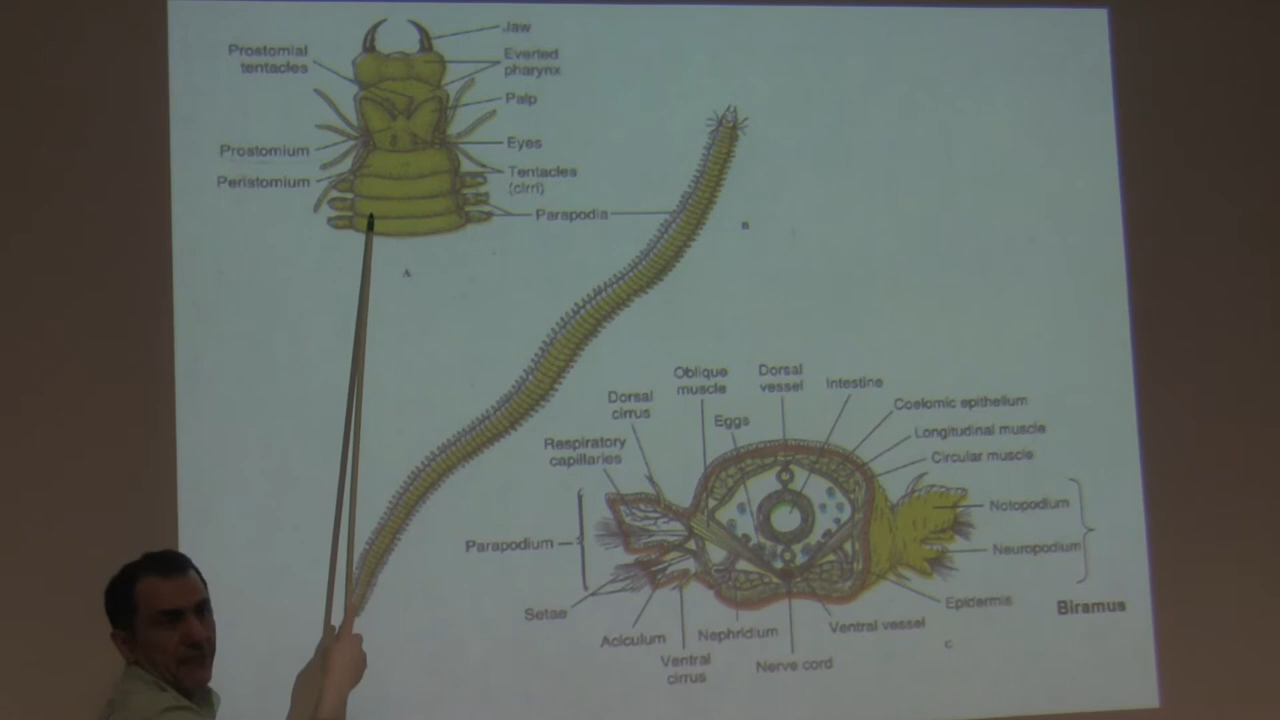 Jaw
Prostomial
tentacles
Everted
pharynx
Palp
Prostomium
Eyes
Peristomium
Tentacles
(cirri)
Parapodia
A
B
Dorsal
cirrus
Oblique
muscle
Dorsal
vessel
Intestine
Eggs
Coelomic epithelium
Respiratory
capillaries
Longitudinal muscle
Circular muscle
Notopodium
Parapodium
Neuropodium
Setae
Aciculum
Nephridium
Ventral vessel
Epidermis
Biramus
Ventral
cirrus
Nerve cord
C